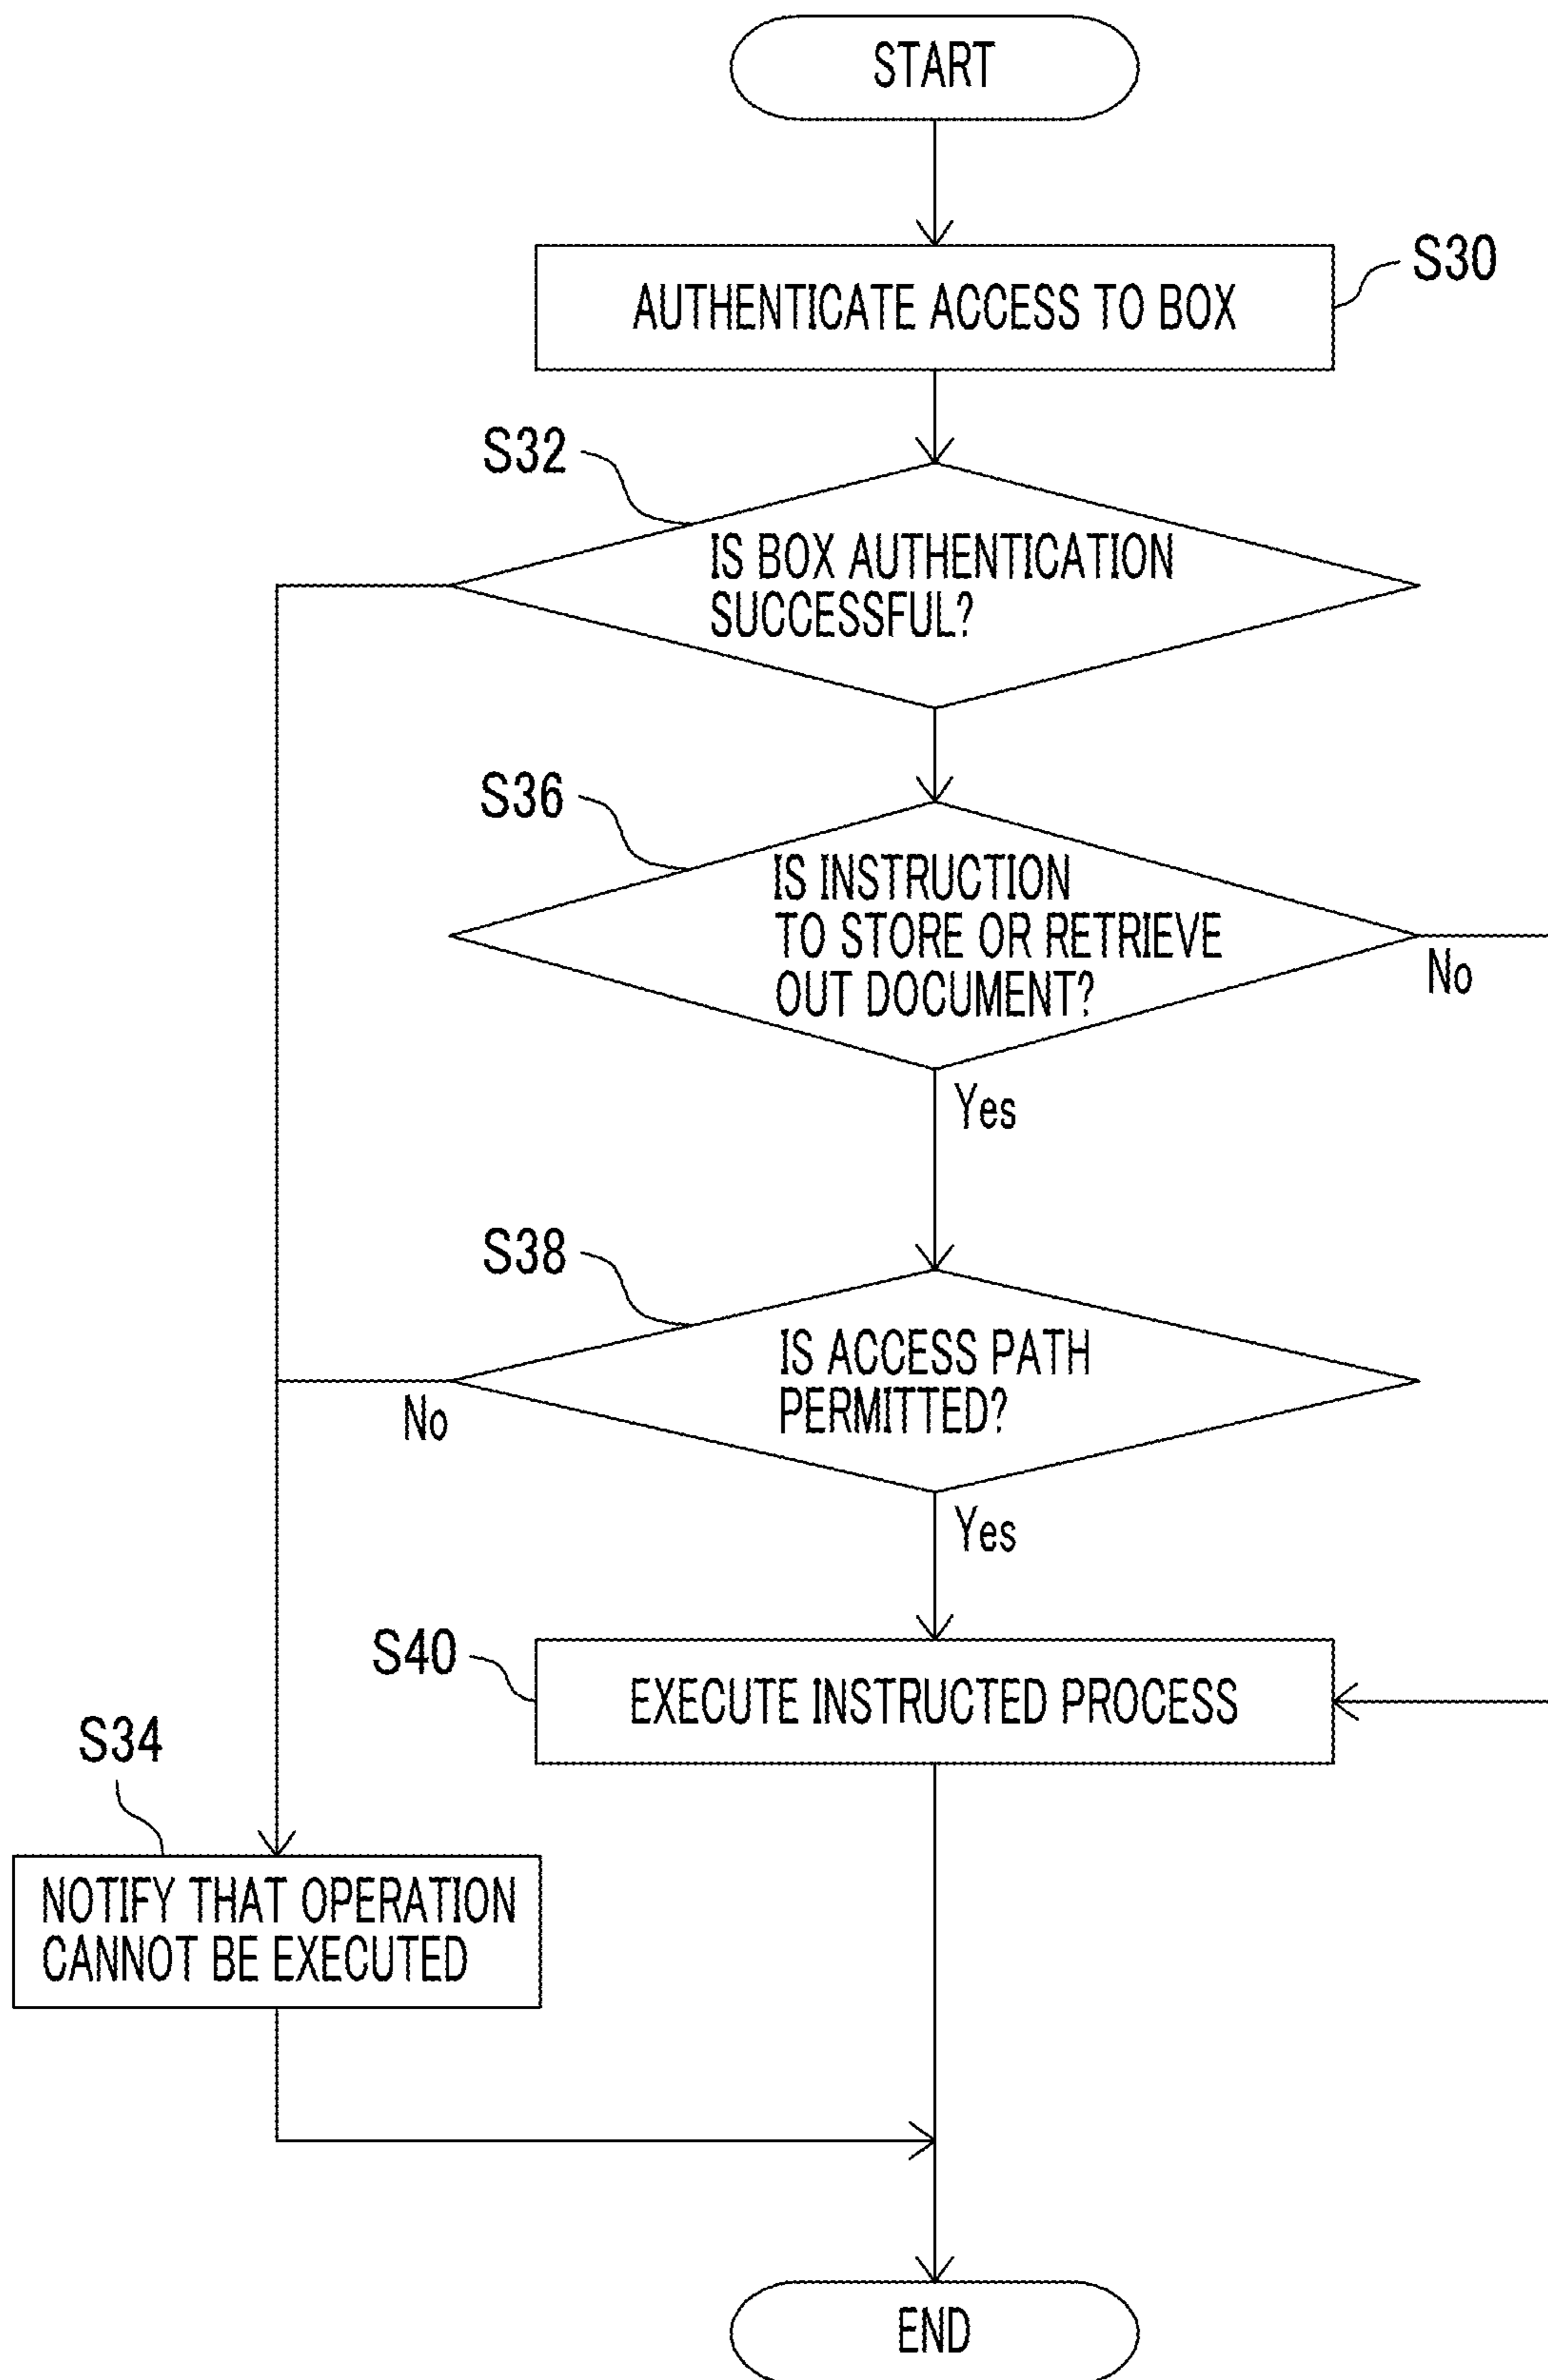 START
AUTHENTICATE ACCESS TO BOX
S30
S32
IS BOX AUTHENTICATION
SUCCESSFUL?
S36
IS INSTRUCTION
TO STORE OR RETRIEVE
OUT DOCUMENT?
No
Yes
S38
IS ACCESS PATH
PERMITTED?
No
Yes
S40
EXECUTE INSTRUCTED PROCESS
S34
NOTIFY THAT OPERATION
CANNOT BE EXECUTED
END